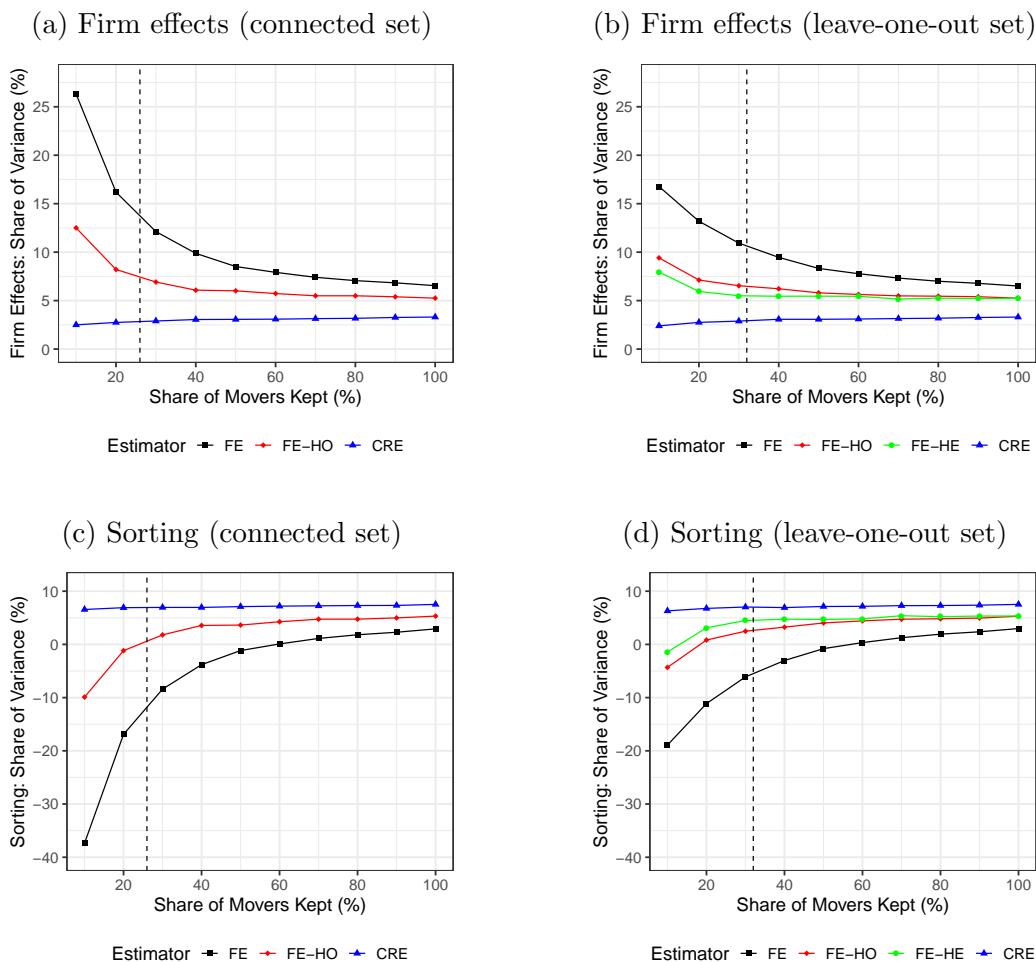 (a) Firm effects (connected set)
Firm Effects: Share of Variance (%)
25
20
15
10
5
0
20 40 60 80 100
Share of Movers Kept (%)
Estimator FE FE−HO CRE
(b) Firm effects (leave-one-out set)
Firm Effects: Share of Variance (%)
25
20
15
10
5
0
20 40 60 80 100
Share of Movers Kept (%)
Estimator FE FE−HO FE−HE CRE
(c) Sorting (connected set)
Sorting: Share of Variance (%)
10
0
−10
−20
−30
−40
20 40 60 80 100
Share of Movers Kept (%)
Estimator FE FE−HO CRE
(d) Sorting (leave-one-out set)
Sorting: Share of Variance (%)
10
0
−10
−20
−30
−40
20 40 60 80 100
Share of Movers Kept (%)
Estimator FE FE−HO FE−HE CRE